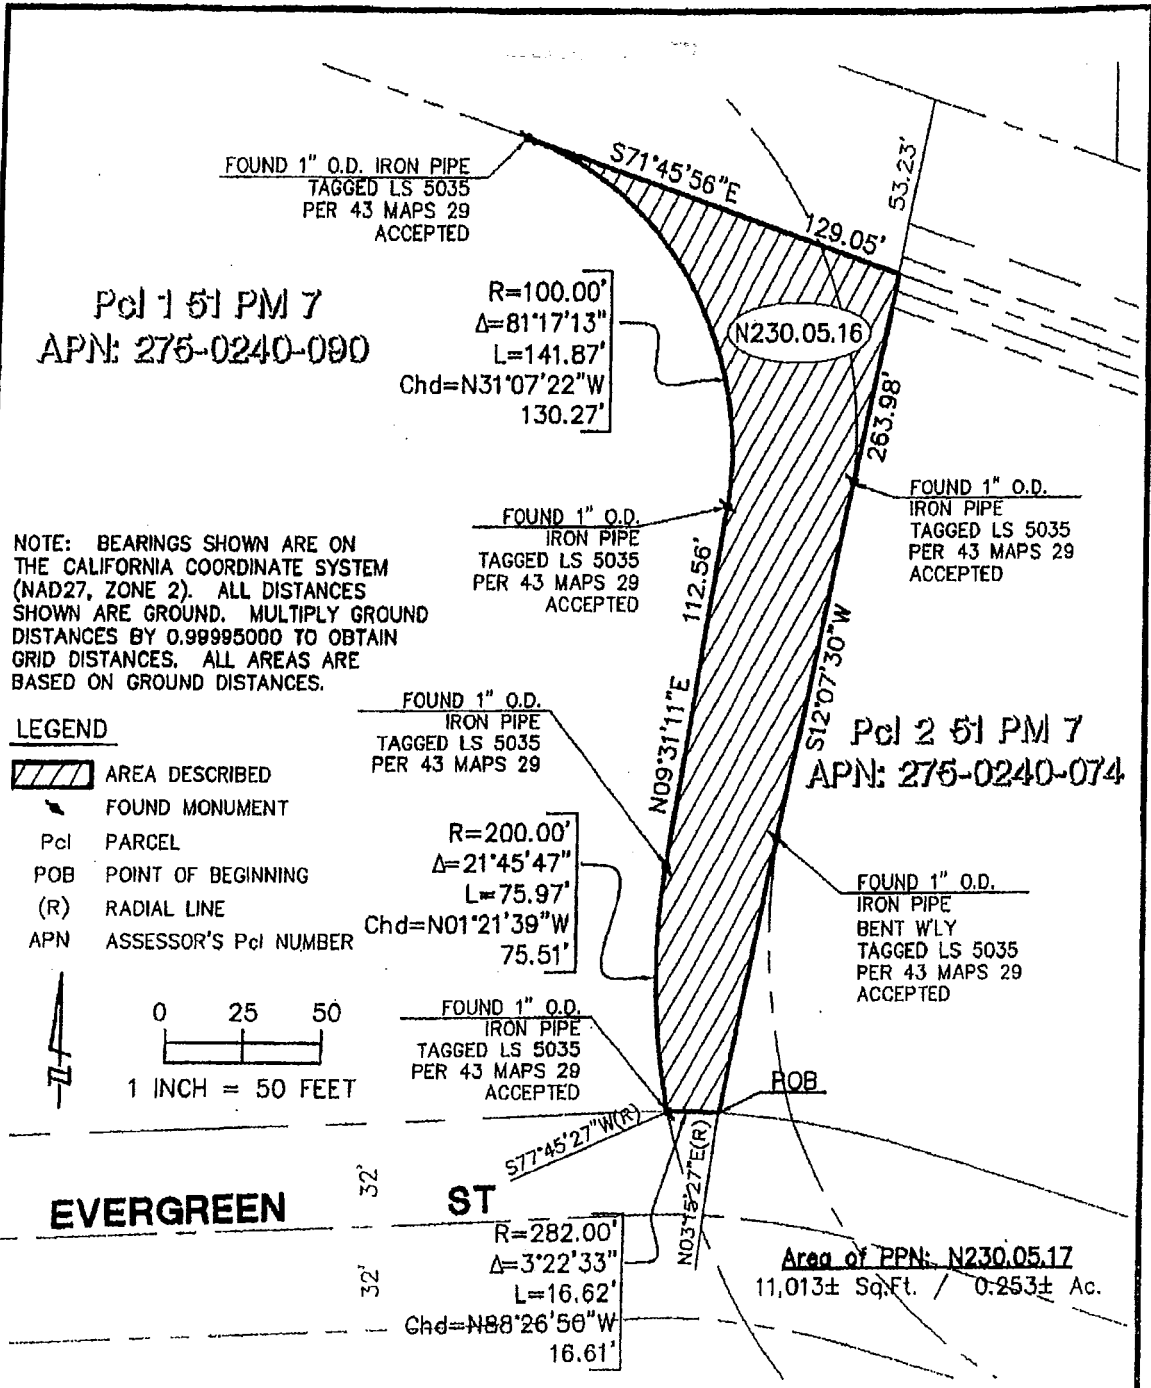 FOUND 1" O.D. IRON PIPE
TAGGED LS 5035
PER 43 MAPS 29
ACCEPTED
S71°45'56"E
129.05'
53.23'
Pcl 1 51 PM 7
APN: 275-0240-090
R=100.00'
Δ=81°17'13"
L=141.87'
Chd=N31°07'22"W
130.27'
N230.05.16
263.98'
FOUND 1" O.D.
IRON PIPE
TAGGED LS 5035
PER 43 MAPS 29
ACCEPTED
FOUND 1" O.D.
IRON PIPE
TAGGED LS 5035
PER 43 MAPS 29
ACCEPTED
112.56'
N09°31'11"E
S12°07'30"W
NOTE: BEARINGS SHOWN ARE ON
THE CALIFORNIA COORDINATE SYSTEM
(NAD27, ZONE 2). ALL DISTANCES
SHOWN ARE GROUND. MULTIPLY GROUND
DISTANCES BY 0.99995000 TO OBTAIN
GRID DISTANCES. ALL AREAS ARE
BASED ON GROUND DISTANCES.
FOUND 1" O.D.
IRON PIPE
TAGGED LS 5035
PER 43 MAPS 29
Pcl 2 51 PM 7
APN: 275-0240-074
LEGEND
AREA DESCRIBED
FOUND MONUMENT
Pcl PARCEL
POB POINT OF BEGINNING
(R) RADIAL LINE
APN ASSESSOR'S Pcl NUMBER
R=200.00'
Δ=21°45'47"
L=75.97'
Chd=N01°21'39"W
75.51'
FOUND 1" O.D.
IRON PIPE
BENT W'LY
TAGGED LS 5035
PER 43 MAPS 29
ACCEPTED
0 25 50
1 INCH = 50 FEET
FOUND 1" O.D.
IRON PIPE
TAGGED LS 5035
PER 43 MAPS 29
ACCEPTED
POB
S77°45'27"W(R)
N03°15'27"E(R)
32'
32'
EVERGREEN ST
R=282.00'
Δ=3°22'33"
L=16.62'
Chd=N88°26'50"W
16.61'
Area of PPN: N230.05.17
11,013± Sq.Ft. / 0.253± Ac.